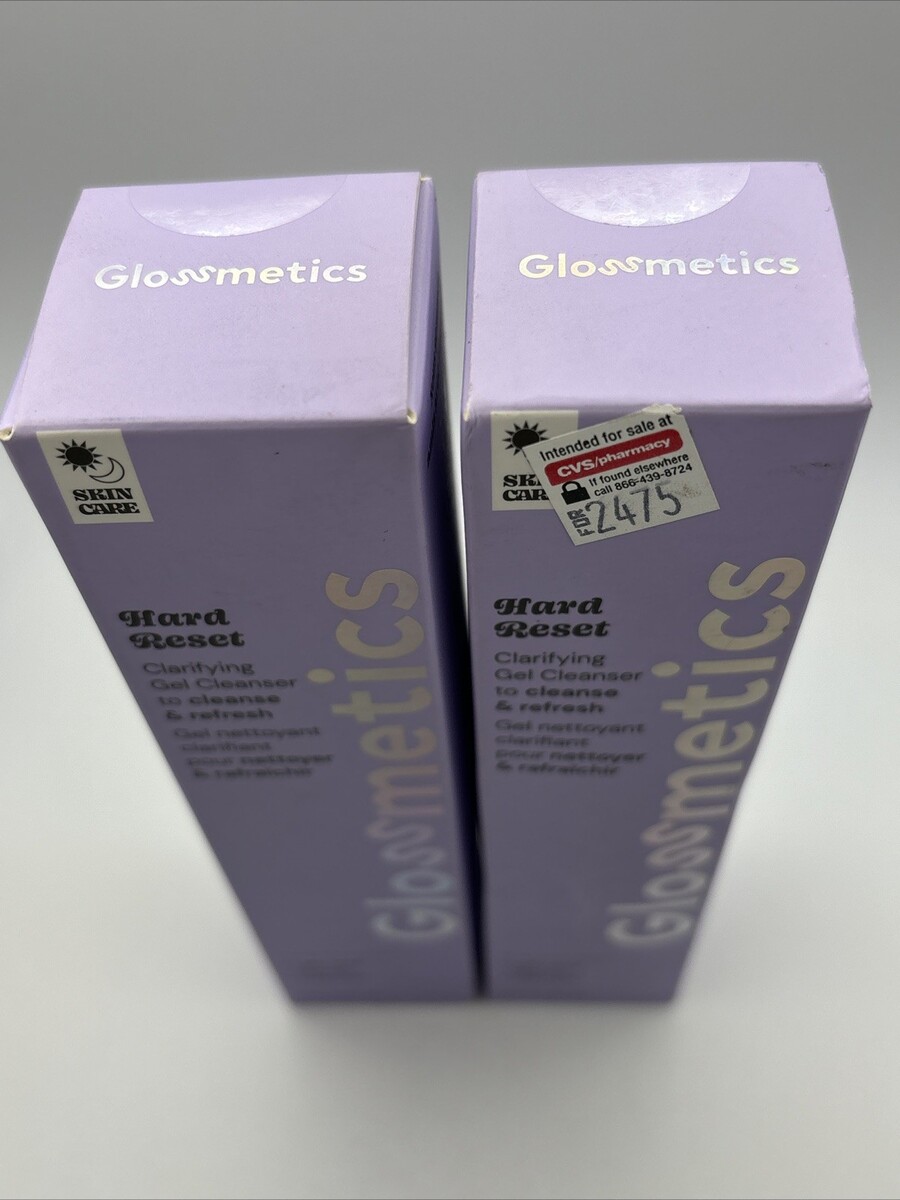 Glossmetics
SKIN
CARE
Hard
Reset
Clarifying
Gel Cleanser
to cleanse
& refresh
Gel nettoyant
clarifiant
pour nettoyer
& rafraîchir
Glossmetics
Glossmetics
SKI
CAR
Intended for sale at
CVS/pharmacy
If found elsewhere
call 866-439-8724
FOR 2475
Hard
Reset
Clarifying
Gel Cleanser
to cleanse
& refresh
Gel nettoyant
clarifiant
pour nettoyer
& rafraîchir
Glossmetics